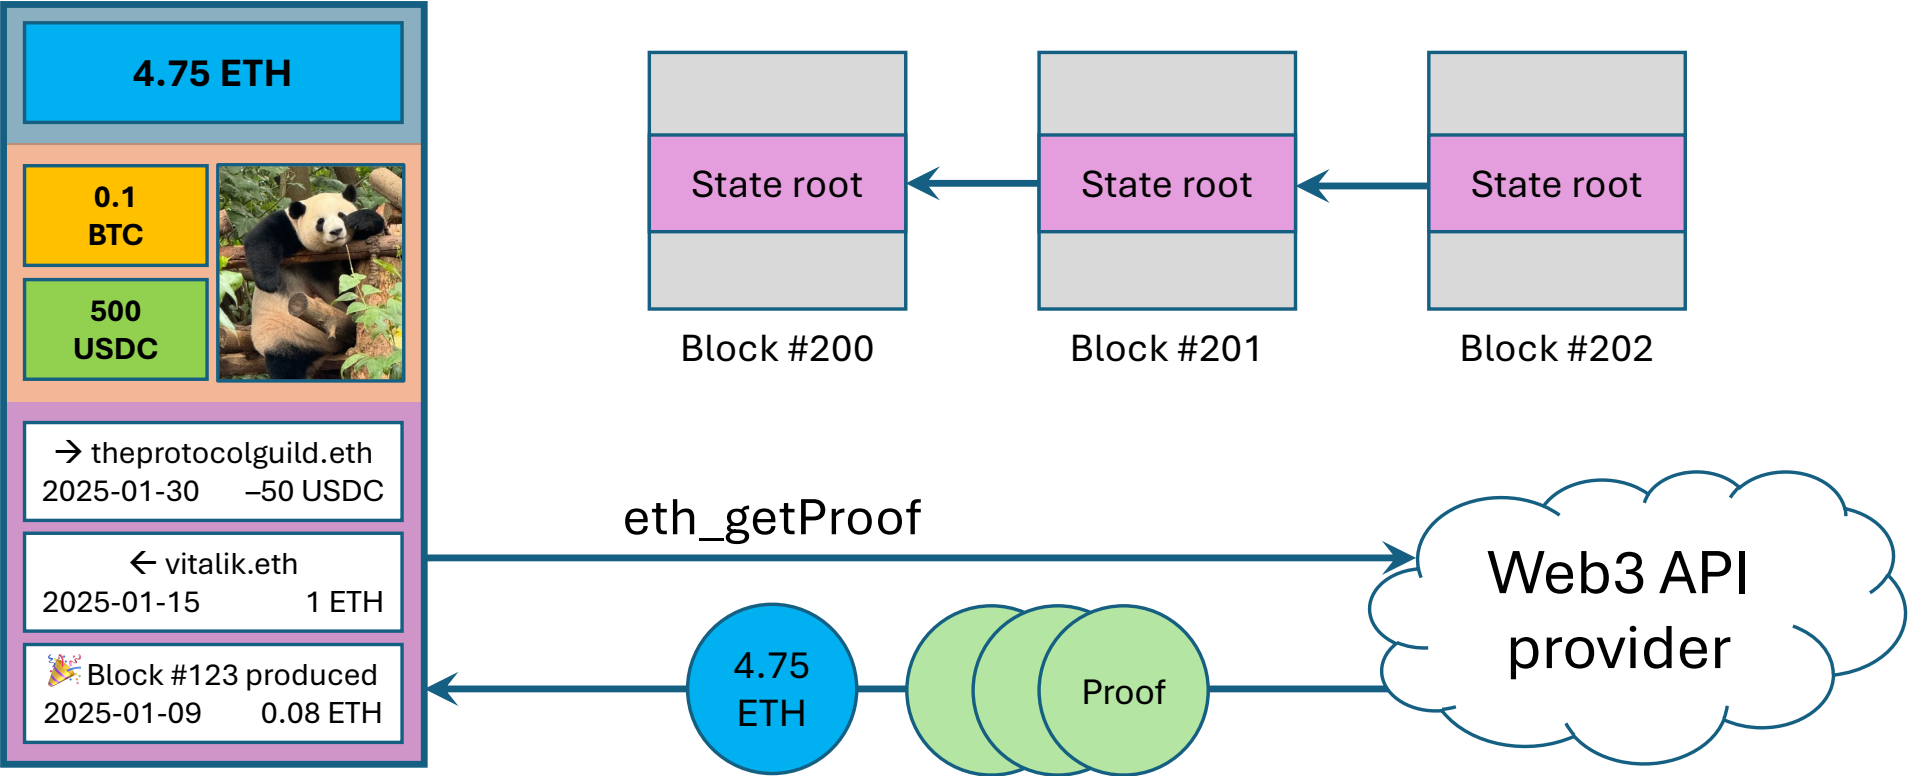 4.75 ETH
0.1
BTC
500
USDC
→ theprotocolguild.eth
2025-01-30 –50 USDC
← vitalik.eth
2025-01-15 1 ETH
🎉 Block #123 produced
2025-01-09 0.08 ETH
State root
State root
State root
Block #200
Block #201
Block #202
eth_getProof
Web3 API
provider
4.75
ETH
Proof